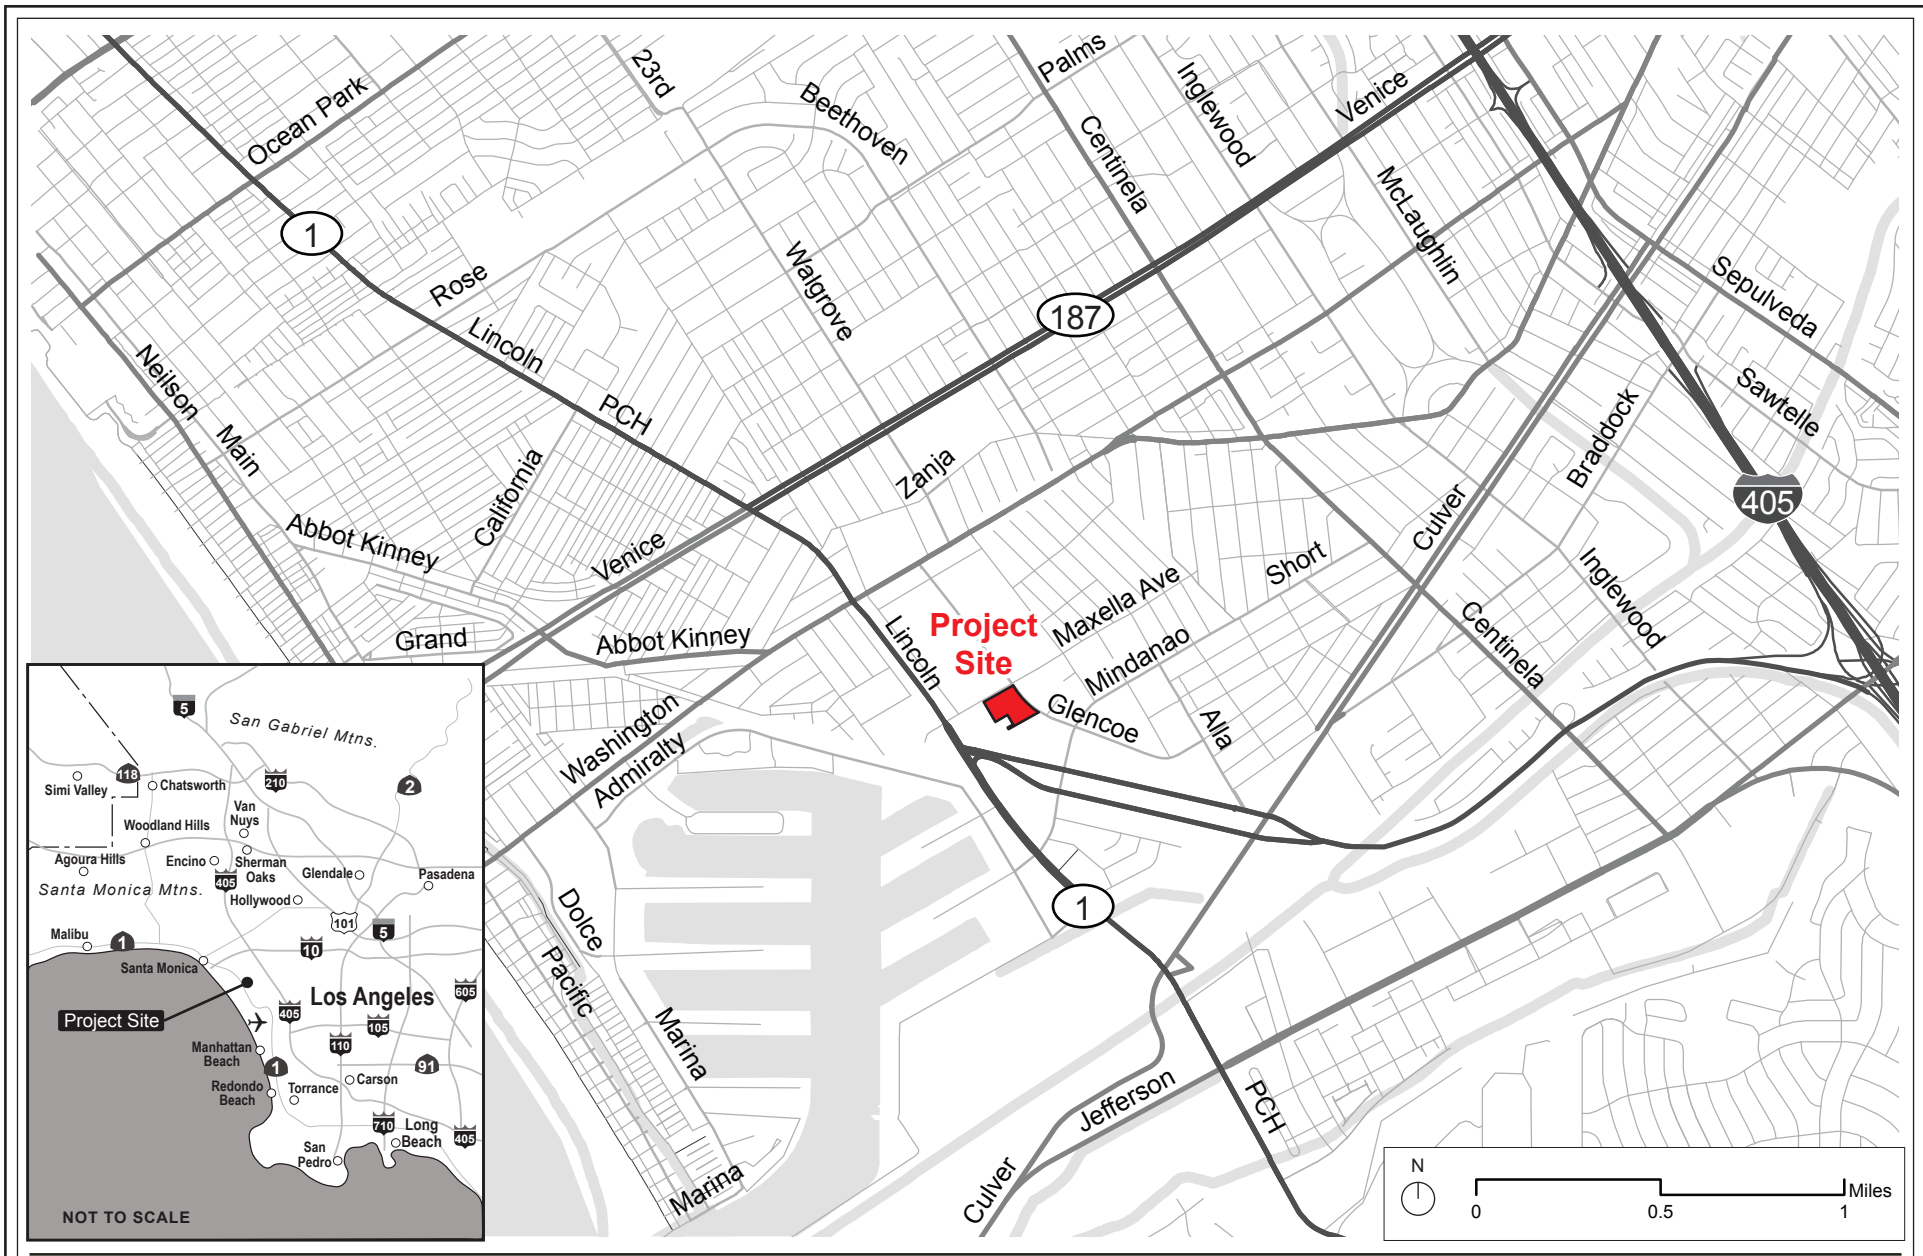 Ocean Park
23rd
Beethoven
Palms
Centinela
Inglewood
Venice
McLaughlin
1
Rose
Lincoln
PCH
Walgrove
187
Sepulveda
Sawtelle
Braddock
405
Neilson
Main
California
Abbot Kinney
Venice
Zanja
Culver
Short
Inglewood
Maxella Ave
Mindanao
Centinela
Grand
Abbot Kinney
Lincoln
Project
Site
Glencoe
Alla
Washington
Admiralty
Dolce
Pacific
Marina
Marina
1
Jefferson
PCH
Culver
5
San Gabriel Mtns.
118
Simi Valley
Chatsworth
210
2
Van
Nuys
Woodland Hills
Agoura Hills
Encino
Sherman
Oaks
Glendale
Pasadena
405
Santa Monica Mtns.
Hollywood
101
5
Malibu
1
10
Santa Monica
Los Angeles
605
Project Site
405
105
110
Manhattan
Beach
1
91
Redondo
Beach
Torrance
Carson
710
Long
Beach
405
San
Pedro
NOT TO SCALE
N
0
0.5
1
Miles